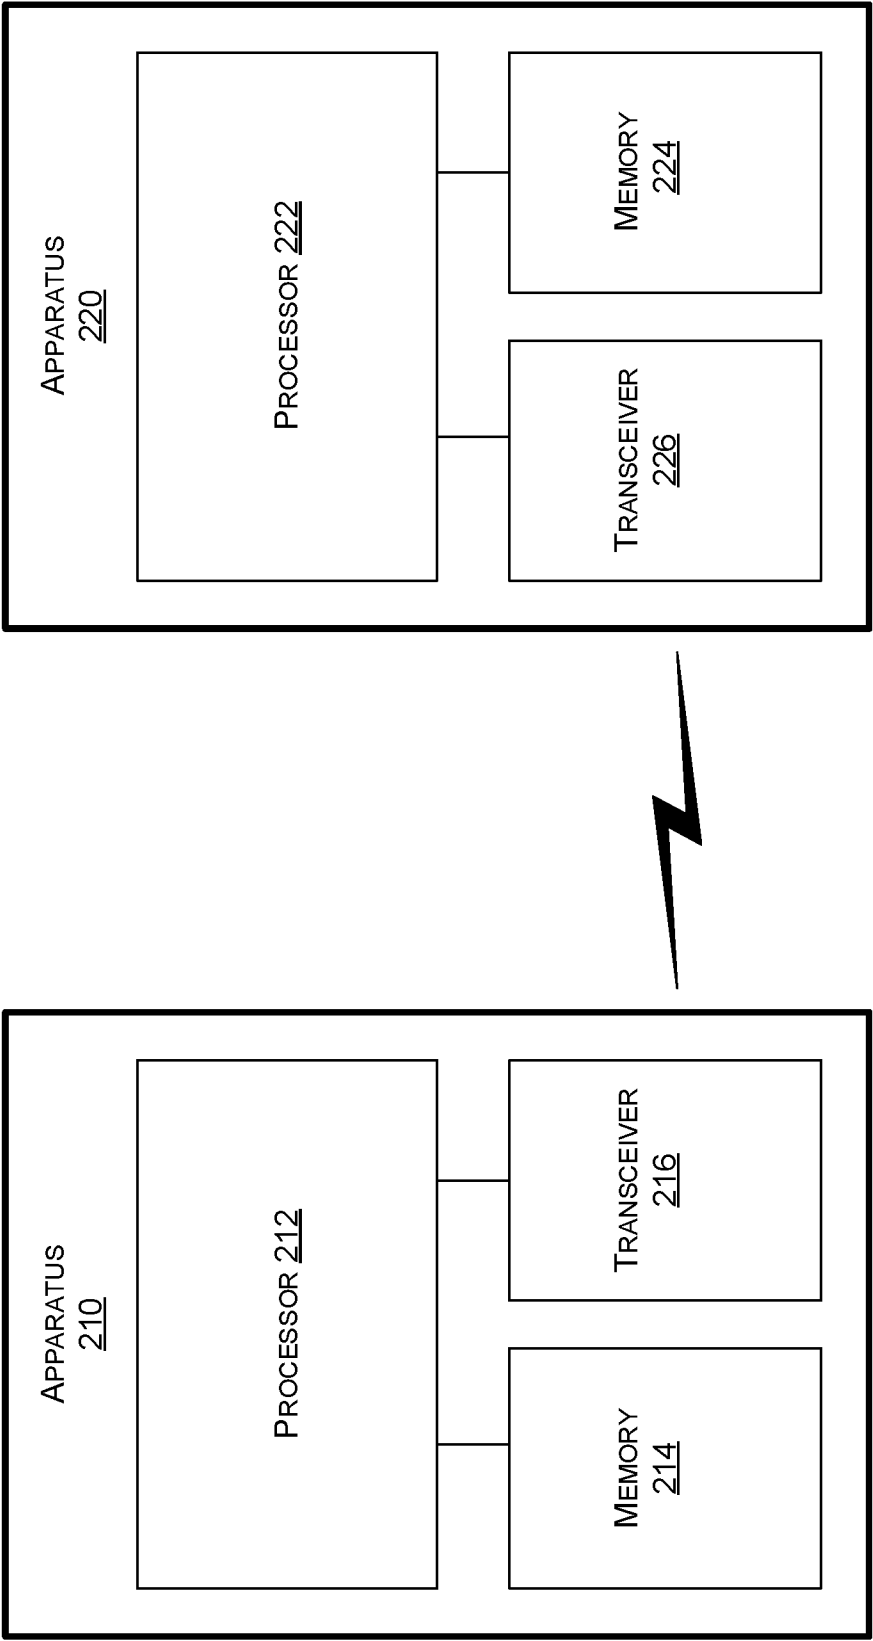 APPARATUS
210
PROCESSOR 212
MEMORY
214
TRANSCEIVER
216
APPARATUS
220
PROCESSOR 222
TRANSCEIVER
226
MEMORY
224